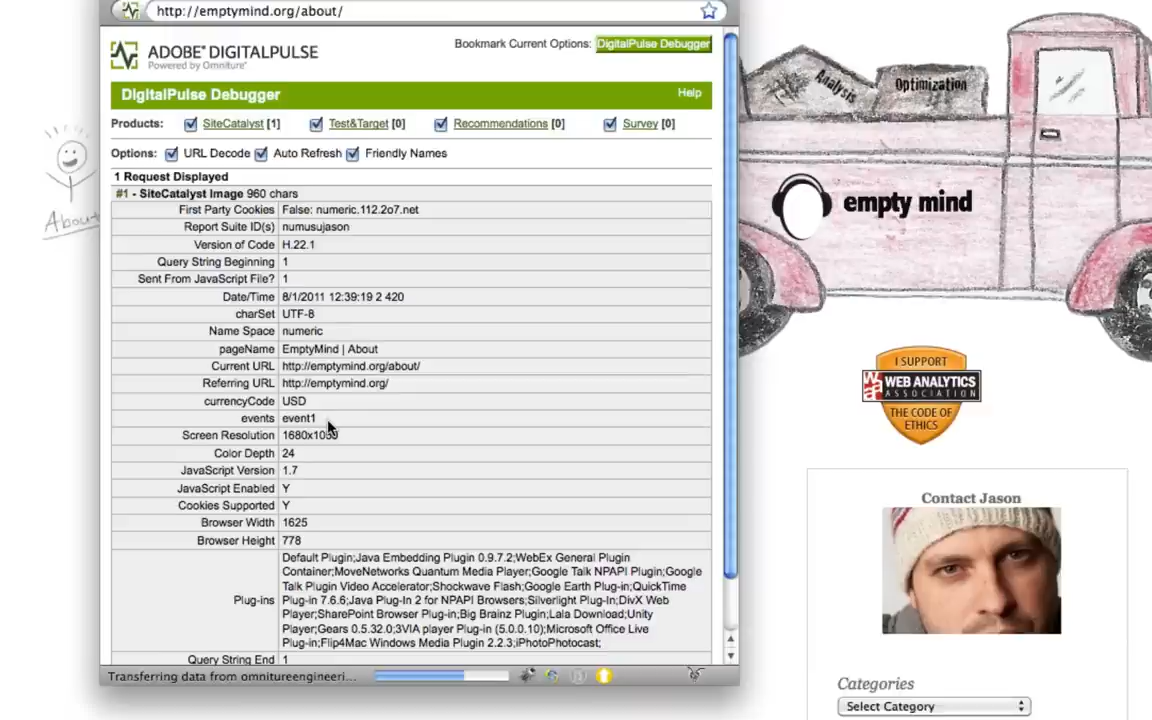 http://emptymind.org/about/
ADOBE® DIGITALPULSE
Powered by Omniture®
Bookmark Current Options: DigitalPulse Debugger
DigitalPulse Debugger Help
Products: SiteCatalyst [1] Test&Target [0] Recommendations [0] Survey [0]
Options: URL Decode Auto Refresh Friendly Names
1 Request Displayed
#1 - SiteCatalyst Image 960 chars
First Party Cookies False: numeric.112.2o7.net
Report Suite ID(s) numusujason
Version of Code H.22.1
Query String Beginning 1
Sent From JavaScript File? 1
Date/Time 8/1/2011 12:39:19 2 420
charSet UTF-8
Name Space numeric
pageName EmptyMind | About
Current URL http://emptymind.org/about/
Referring URL http://emptymind.org/
currencyCode USD
events event1
Screen Resolution
Color Depth 24
JavaScript Version 1.7
JavaScript Enabled Y
Cookies Supported Y
Browser Width 1625
Browser Height 778
Plug-ins
Default Plugin;Java Embedding Plugin 0.9.7.2;WebEx General Plugin
Container;MoveNetworks Quantum Media Player;Google Talk NPAPI Plugin;Google
Talk Plugin Video Accelerator;Shockwave Flash;Google Earth Plug-in;QuickTime
Plug-in 7.6.6;Java Plug-In 2 for NPAPI Browsers;Silverlight Plug-In;DivX Web
Player;SharePoint Browser Plug-in;Big Brainz Plugin;Lala Download;Unity
Player;Gears 0.5.32.0;3VIA player Plug-in (5.0.0.10);Microsoft Office Live
Plug-in;Flip4Mac Windows Media Plugin 2.2.3;iPhotoPhotocast;
Query String End 1
Transferring data from omnitureengineeri...
About
Analysis
Optimization
empty mind
I SUPPORT
WEB ANALYTICS
ASSOCIATION
THE CODE OF
ETHICS
Contact Jason
Categories
Select Category